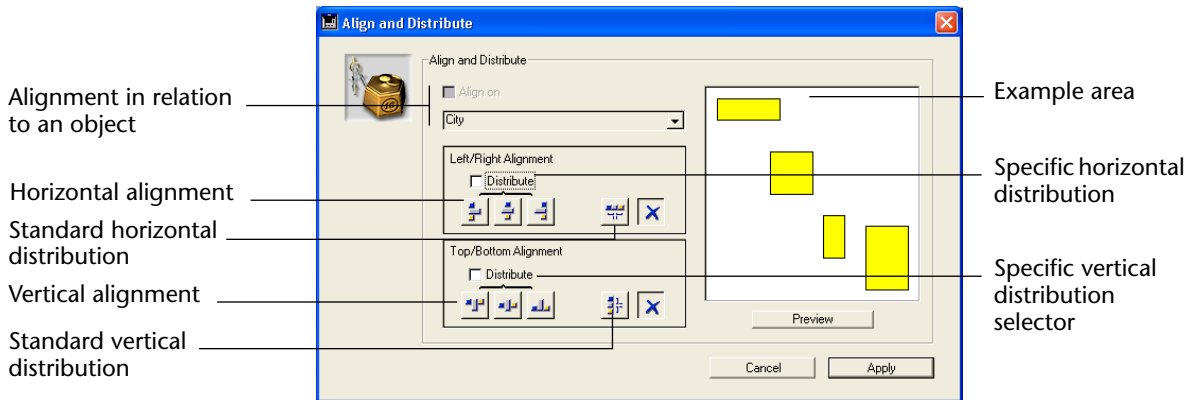 Align and Distribute
Align and Distribute
Align on
City
Left/Right Alignment
Distribute
Top/Bottom Alignment
Distribute
Preview
Cancel
Apply
Alignment in relation
to an object
Horizontal alignment
Standard horizontal
distribution
Vertical alignment
Standard vertical
distribution
Example area
Specific horizontal
distribution
Specific vertical
distribution
selector